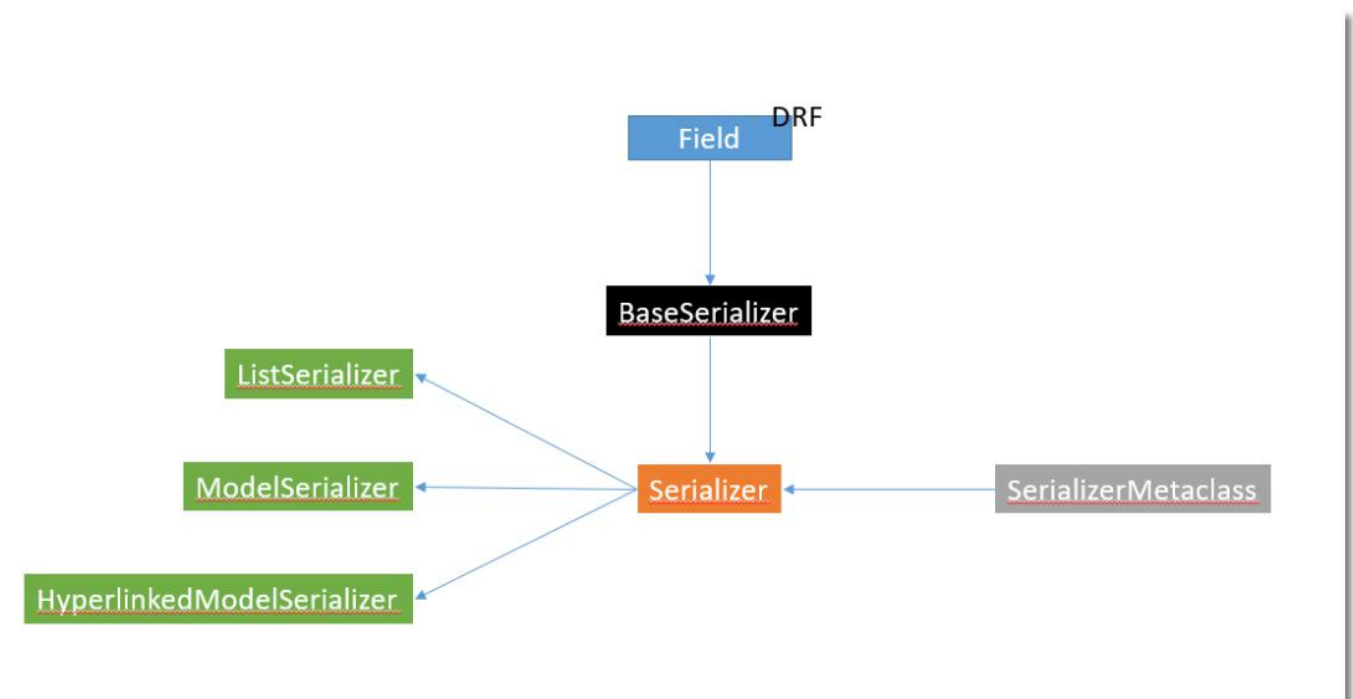 DRF
Field
BaseSerializer
ListSerializer
ModelSerializer
Serializer
SerializerMetaclass
HyperlinkedModelSerializer